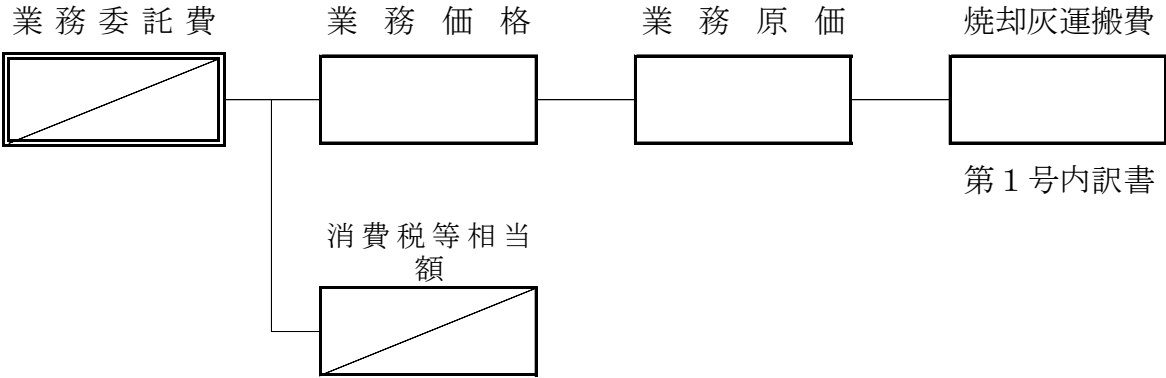 業務委託費
業務価格
業務原価
焼却灰運搬費
第１号内訳書
消費税等相当
額